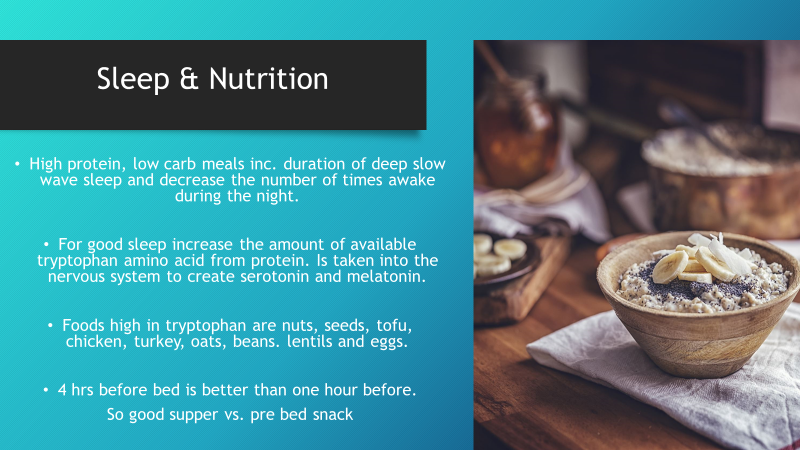 Sleep & Nutrition
• High protein, low carb meals inc. duration of deep slow
wave sleep and decrease the number of times awake
during the night.
• For good sleep increase the amount of available
tryptophan amino acid from protein. Is taken into the
nervous system to create serotonin and melatonin.
• Foods high in tryptophan are nuts, seeds, tofu,
chicken, turkey, oats, beans. lentils and eggs.
• 4 hrs before bed is better than one hour before.
So good supper vs. pre bed snack